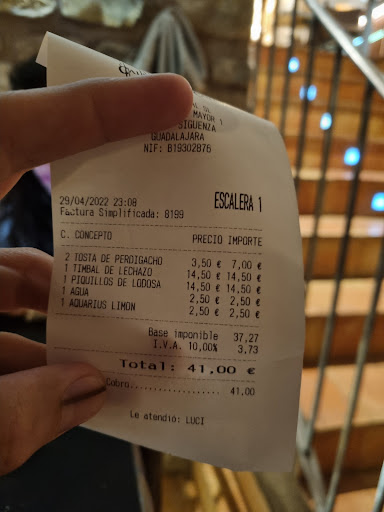 MAYOR 1
SIGUENZA
GUADALAJARA
NIF: B19302876
29/04/2022 23:08 ESCALERA 1
Factura Simplificada: 8199
C. CONCEPTO PRECIO IMPORTE
2 TOSTA DE PERDIGACHO 3,50 € 7,00 €
1 TIMBAL DE LECHAZO 14,50 € 14,50 €
1 PIQUILLOS DE LODOSA 14,50 € 14,50 €
1 AGUA 2,50 € 2,50 €
1 AQUARIUS LIMON 2,50 € 2,50 €
Base imponible 37,27
I.V.A. 10,00% 3,73
Total: 41,00 €
Cobro................... 41,00
Le atendió: LUCI